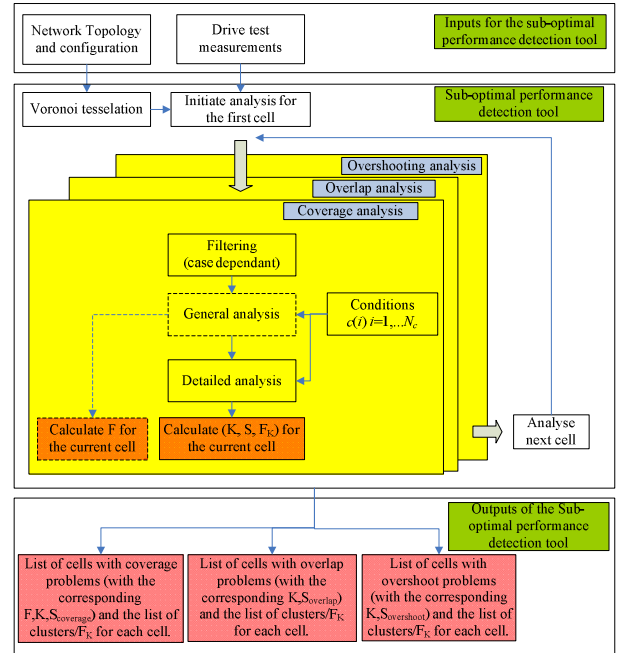 Network Topology
and configuration
Drive test
measurements
Inputs for the sub-optimal
performance detection tool
Voronoi tesselation
Initiate analysis for
the first cell
Sub-optimal performance
detection tool
Overshooting analysis
Overlap analysis
Coverage analysis
Filtering
(case dependant)
General analysis
Conditions
c(i) i=1,...Nc
Detailed analysis
Calculate F for
the current cell
Calculate (K, S, FK) for
the current cell
Analyse
next cell
Outputs of the Sub-
optimal performance
detection tool
List of cells with coverage
problems (with the
corresponding
F,K,Scoverage) and the list of
clusters/FK for each cell.
List of cells with overlap
problems (with the
corresponding K,Soverlap)
and the list of clusters/FK
for each cell.
List of cells with
overshoot problems
(with the corresponding
K,Sovershoot) and the list of
clusters/FK for each cell.